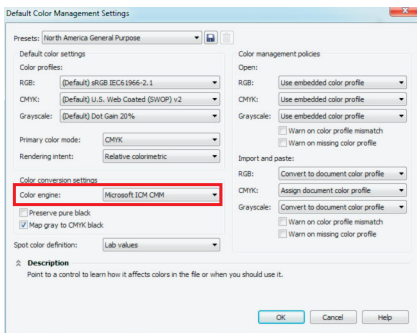 Default Color Management Settings
Presets: North America General Purpose
Default color settings
Color profiles:
RGB: (Default) sRGB IEC61966-2.1
CMYK: (Default) U.S. Web Coated (SWOP) v2
Grayscale: (Default) Dot Gain 20%
Primary color mode: CMYK
Rendering intent: Relative colorimetric
Color conversion settings
Color engine: Microsoft ICM CMM
Preserve pure black
Map gray to CMYK black
Spot color definition: Lab values
Color management policies
Open:
RGB: Use embedded color profile
CMYK: Use embedded color profile
Grayscale: Use embedded color profile
Warn on color profile mismatch
Warn on missing color profile
Import and paste:
RGB: Convert to document color profile
CMYK: Assign document color profile
Grayscale: Convert to document color profile
Warn on color profile mismatch
Warn on missing color profile
Description
Point to a control to learn how it affects colors in the file or when you should use it.
OK Cancel Help